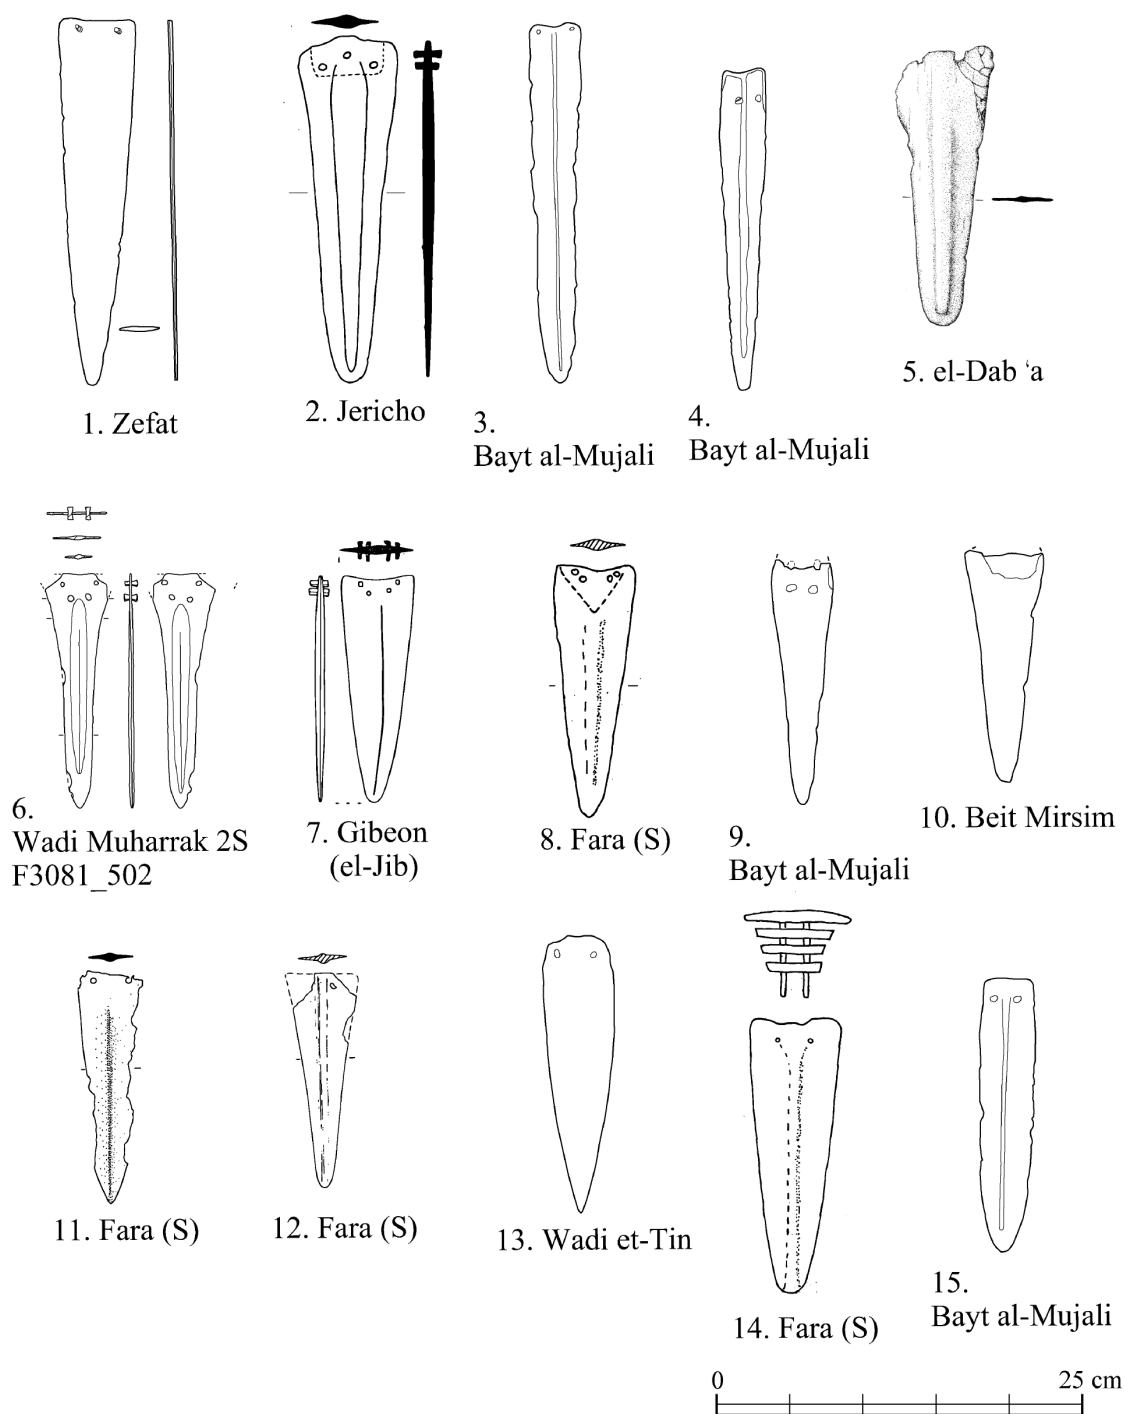 1. Zefat
2. Jericho
3.
Bayt al-Mujali
4.
Bayt al-Mujali
5. el-Dab ʿa
6.
Wadi Muharrak 2S
F3081_502
7. Gibeon
(el-Jib)
8. Fara (S)
9.
Bayt al-Mujali
10. Beit Mirsim
11. Fara (S)
12. Fara (S)
13. Wadi et-Tin
14. Fara (S)
15.
Bayt al-Mujali
0 25 cm